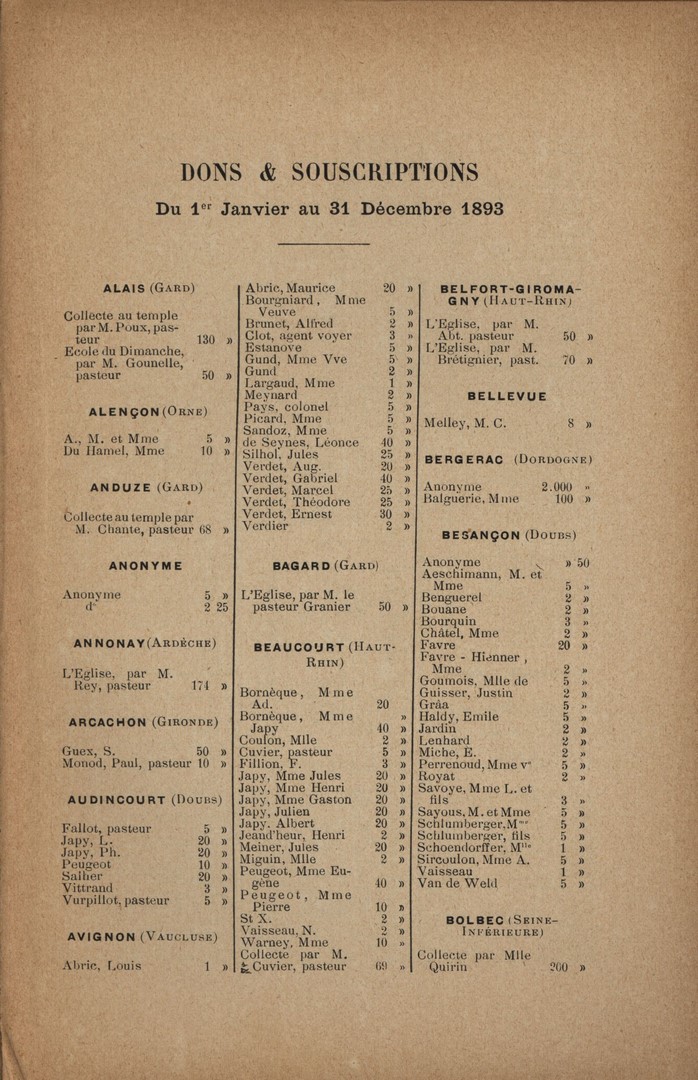 DONS & SOUSCRIPTIONS
Du 1er Janvier au 31 Décembre 1893
ALAIS (GARD)
Collecte au temple
par M. Poux, pas-
teur 130 »
Ecole du Dimanche,
par M. Gounelle,
pasteur 50 »
ALENÇON (ORNE)
A., M. et Mme 5 »
Du Hamel, Mme 10 »
ANDUZE (GARD)
Collecte au temple par
M. Chante, pasteur 68 »
ANONYME
Anonyme 5 »
d° 2 25
ANNONAY (ARDÈCHE)
L'Eglise, par M.
Rey, pasteur 174 »
ARCACHON (GIRONDE)
Guex, S. 50 »
Monod, Paul, pasteur 10 »
AUDINCOURT (DOUBS)
Fallot, pasteur 5 »
Japy, L. 20 »
Japy, Ph. 20 »
Peugeot 10 »
Sahler 20 »
Vittrand 3 »
Vurpillot, pasteur 5 »
AVIGNON (VAUCLUSE)
Abric, Louis 1 »
Abric, Maurice 20 »
Bourgniard, Mme
Veuve 5 »
Brunet, Alfred 2 »
Clot, agent voyer 3 »
Estanove 5 »
Gund, Mme Vve 5 »
Gund 2 »
Largaud, Mme 1 »
Meynard 2 »
Pays, colonel 5 »
Picard, Mme 5 »
Sandoz, Mme 5 »
de Seynes, Léonce 40 »
Silhol, Jules 25 »
Verdet, Aug. 20 »
Verdet, Gabriel 40 »
Verdet, Marcel 25 »
Verdet, Théodore 25 »
Verdet, Ernest 30 »
Verdier 2 »
BAGARD (GARD)
L'Eglise, par M. le
pasteur Granier 50 »
BEAUCOURT (HAUT-
RHIN)
Bornèque, Mme
Ad. 20
Bornèque, Mme »
Japy 40 »
Coulon, Mlle 2 »
Cuvier, pasteur 5 »
Fillion, F. 3 »
Japy, Mme Jules 20 »
Japy, Mme Henri 20 »
Japy, Mme Gaston 20 »
Japy, Julien 20 »
Japy, Albert 20 »
Jeand'heur, Henri 2 »
Meiner, Jules 20 »
Miguin, Mlle 2 »
Peugeot, Mme Eu-
gène 40 »
Peugeot, Mme
Pierre 10 »
St X. 2 »
Vaisseau, N. 2 »
Warney, Mme 10 »
Collecte par M.
Cuvier, pasteur 69 »
BELFORT-GIROMA-
GNY (HAUT-RHIN)
L'Eglise, par M.
Abt. pasteur 50 »
L'Eglise, par M.
Brétignier, past. 70 »
BELLEVUE
Melley, M. C. 8 »
BERGERAC (DORDOGNE)
Anonyme 2.000 »
Balguerie, Mme 100 »
BESANÇON (DOUBS)
Anonyme » 50
Aeschimann, M. et
Mme 5 »
Benguerel 2 »
Bouane 2 »
Bourquin 3 »
Châtel, Mme 2 »
Favre 20 »
Favre - Hienner,
Mme 2 »
Goumois, Mlle de 5 »
Guisser, Justin 2 »
Grâa 5 »
Haldy, Emile 5 »
Jardin 2 »
Lenhard 2 »
Miche, E. 2 »
Perrenoud, Mme ve 5 »
Royat 2 »
Savoye, Mme L. et
fils 3 »
Sayous, M. et Mme 5 »
Schlumberger, Mme 5 »
Schlumberger, fils 5 »
Schoendorffer, Mlle 1 »
Sircoulon, Mme A. 5 »
Vaisseau 1 »
Van de Weld 5 »
BOLBEC (SEINE-
INFÉRIEURE)
Collecte par Mlle
Quirin 200 »